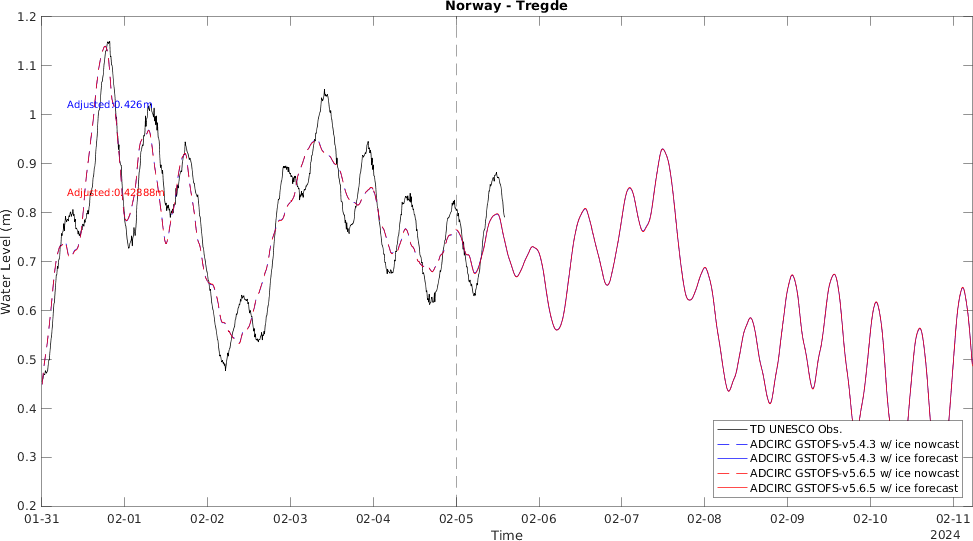 Norway - Tregde
1.2
1.1
1
0.9
0.8
0.7
0.6
0.5
0.4
0.3
0.2
Water Level (m)
Adjusted:0.426m
Adjusted:0.42888m
TD UNESCO Obs.
ADCIRC GSTOFS-v5.4.3 w/ ice nowcast
ADCIRC GSTOFS-v5.4.3 w/ ice forecast
ADCIRC GSTOFS-v5.6.5 w/ ice nowcast
ADCIRC GSTOFS-v5.6.5 w/ ice forecast
01-31 02-01 02-02 02-03 02-04 02-05 02-06 02-07 02-08 02-09 02-10 02-11
Time 2024